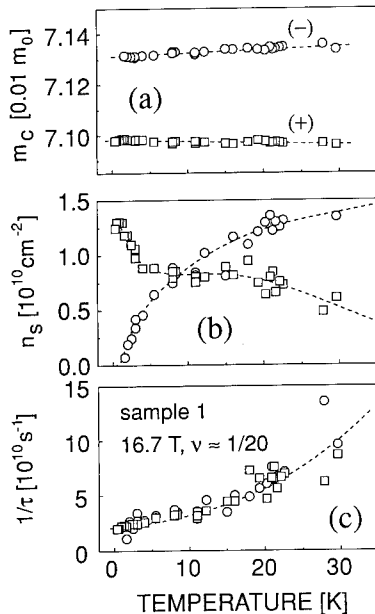 7.14
7.13
7.10
m_C [0.01 m_0]
(−)
(a)
(+)
1.5
1.0
0.5
0.0
n_S [10^10 cm^-2]
(b)
15
10
5
0
1/τ [10^10 s^-1]
sample 1
16.7 T, ν ≈ 1/20
(c)
0 10 20 30
TEMPERATURE [K]